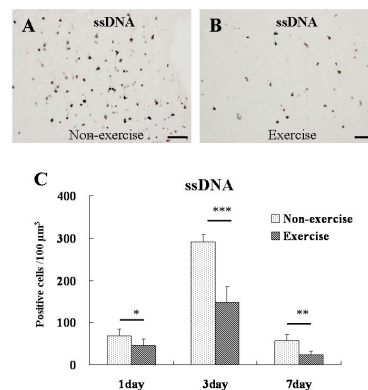 A ssDNA
Non-exercise
B ssDNA
Exercise
C
ssDNA
Positive cells /100 μm³
400
300
200
100
0
*
***
**
Non-exercise
Exercise
1day 3day 7day